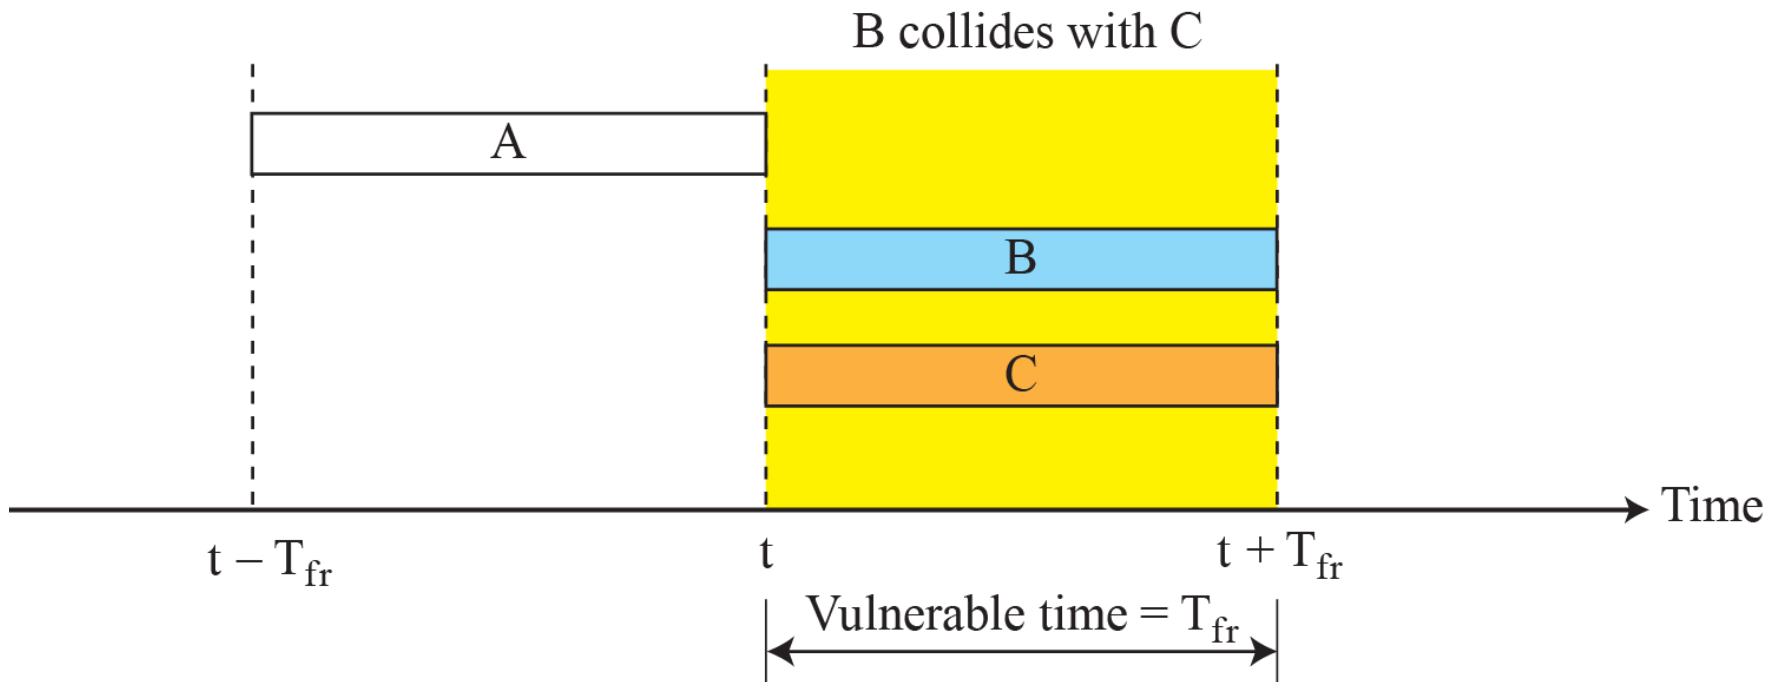 B collides with C
A
B
C
Time
t – Tfr
t
t + Tfr
Vulnerable time = Tfr